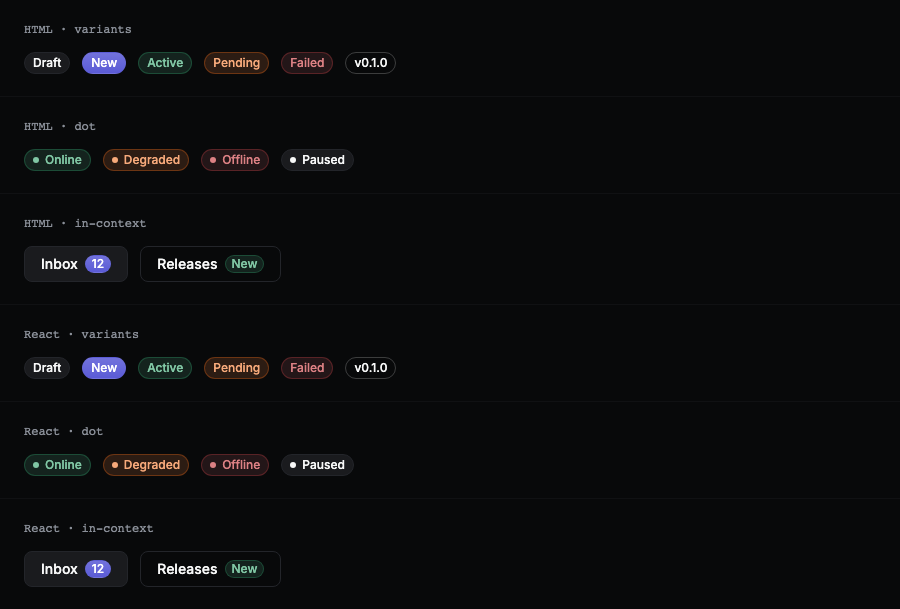 HTML · variants
Draft New Active Pending Failed v0.1.0
HTML · dot
Online Degraded Offline Paused
HTML · in-context
Inbox 12 Releases New
React · variants
Draft New Active Pending Failed v0.1.0
React · dot
Online Degraded Offline Paused
React · in-context
Inbox 12 Releases New